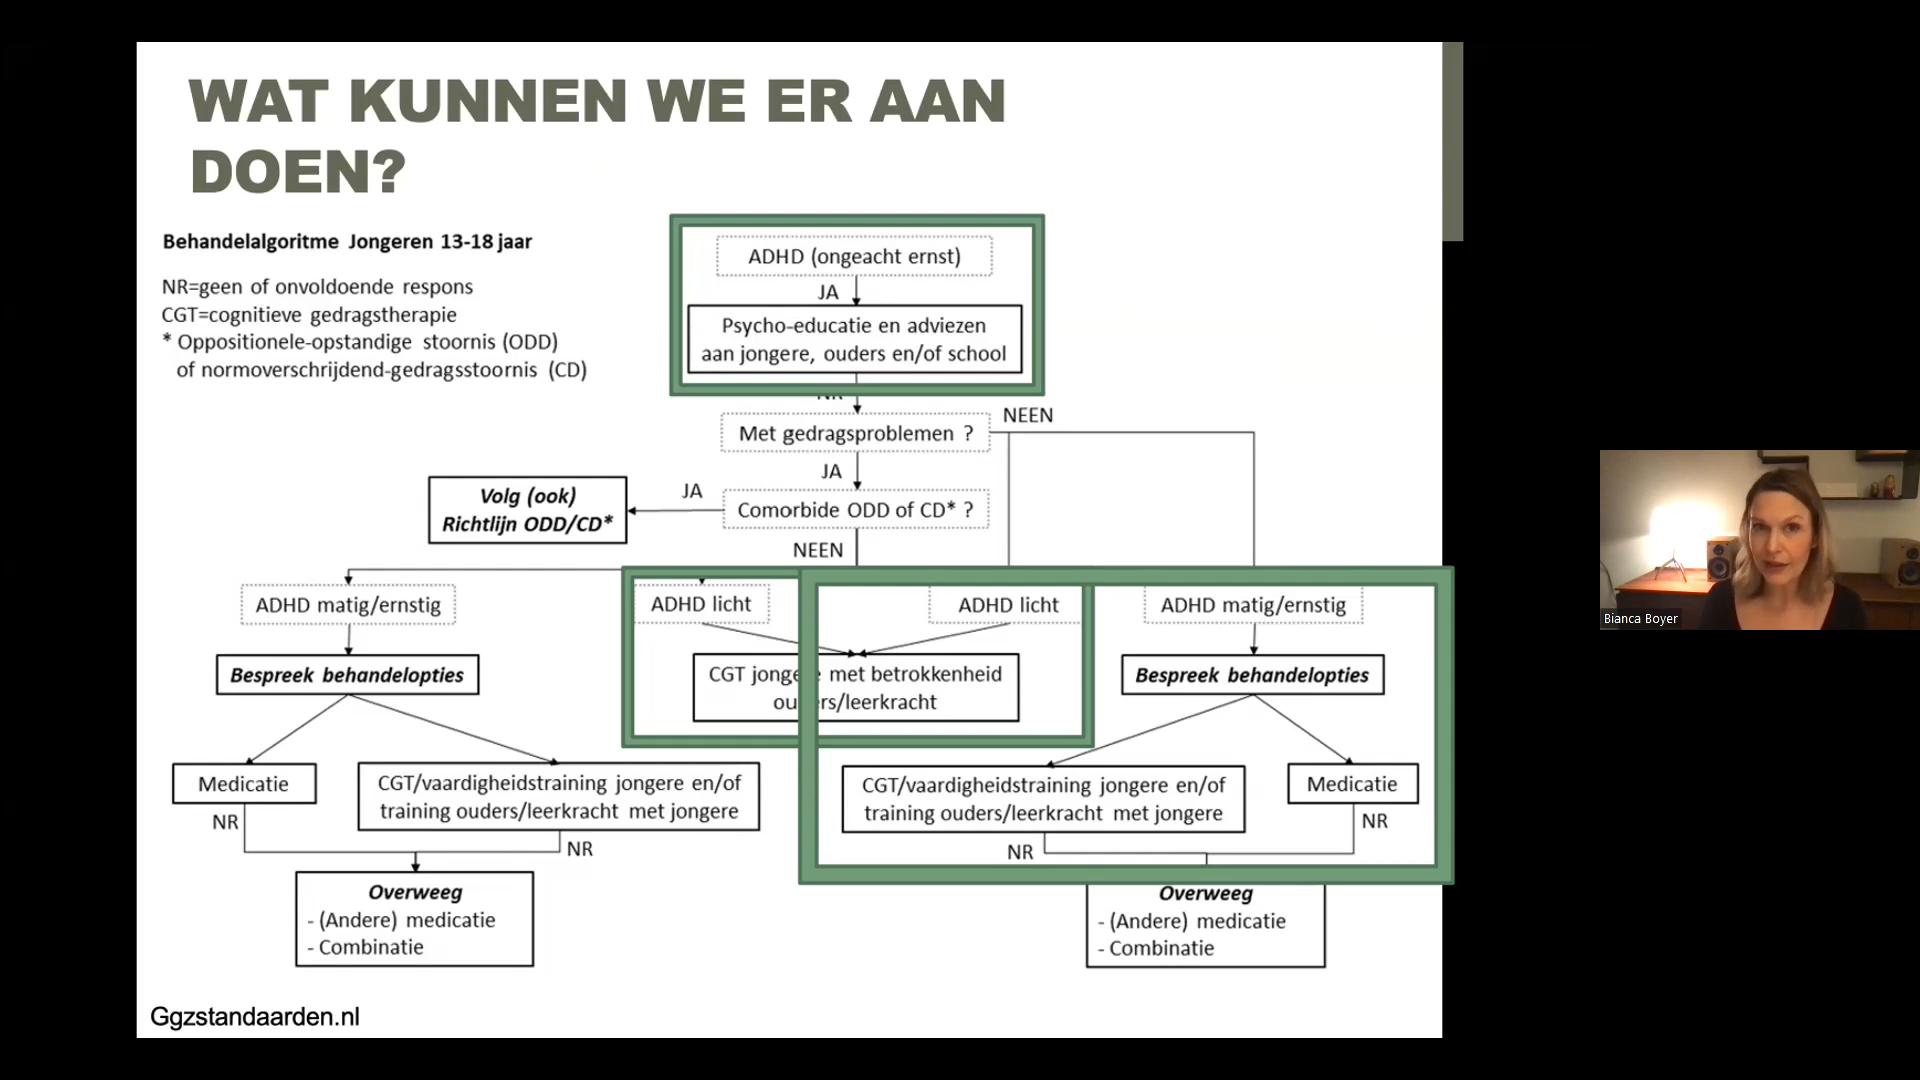 WAT KUNNEN WE ER AAN
DOEN?
Behandelalgoritme Jongeren 13-18 jaar
NR=geen of onvoldoende respons
CGT=cognitieve gedragstherapie
* Oppositionele-opstandige stoornis (ODD)
of normoverschrijdend-gedragsstoornis (CD)
ADHD (ongeacht ernst)
JA
Psycho-educatie en adviezen
aan jongere, ouders en/of school
NR
Met gedragsproblemen ?
NEEN
JA
Comorbide ODD of CD* ?
JA
Volg (ook)
Richtlijn ODD/CD*
NEEN
ADHD matig/ernstig
ADHD licht
ADHD licht
ADHD matig/ernstig
Bespreek behandelopties
CGT jongere met betrokkenheid
ouders/leerkracht
Bespreek behandelopties
Medicatie
CGT/vaardigheidstraining jongere en/of
training ouders/leerkracht met jongere
CGT/vaardigheidstraining jongere en/of
training ouders/leerkracht met jongere
Medicatie
NR
NR
NR
NR
Overweeg
- (Andere) medicatie
- Combinatie
Overweeg
- (Andere) medicatie
- Combinatie
Ggzstandaarden.nl
Bianca Boyer